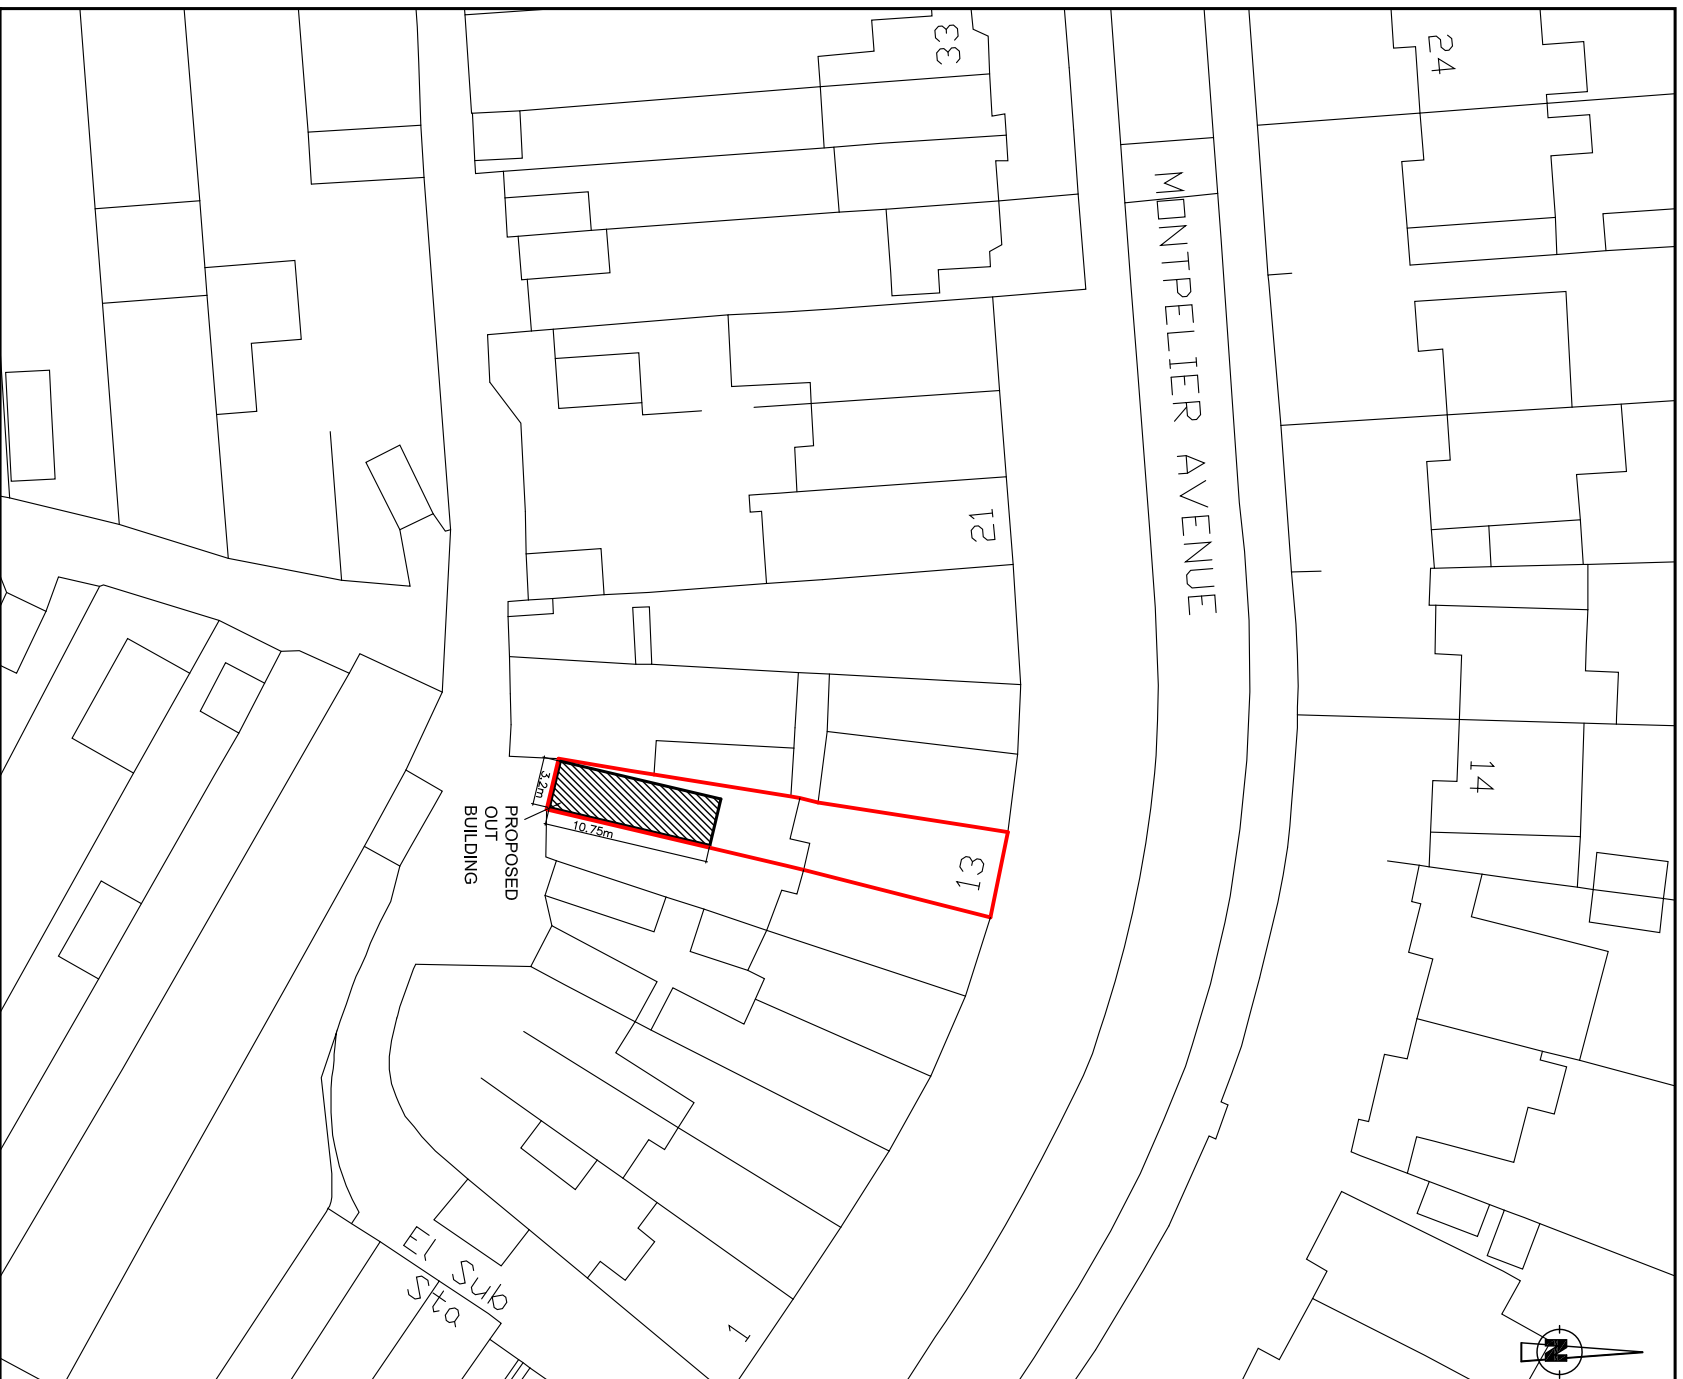 33
24
MONTPELIER AVENUE
21
14
13
3.2m
10.75m
PROPOSED
OUT
BUILDING
El Sub
Sta
1
N